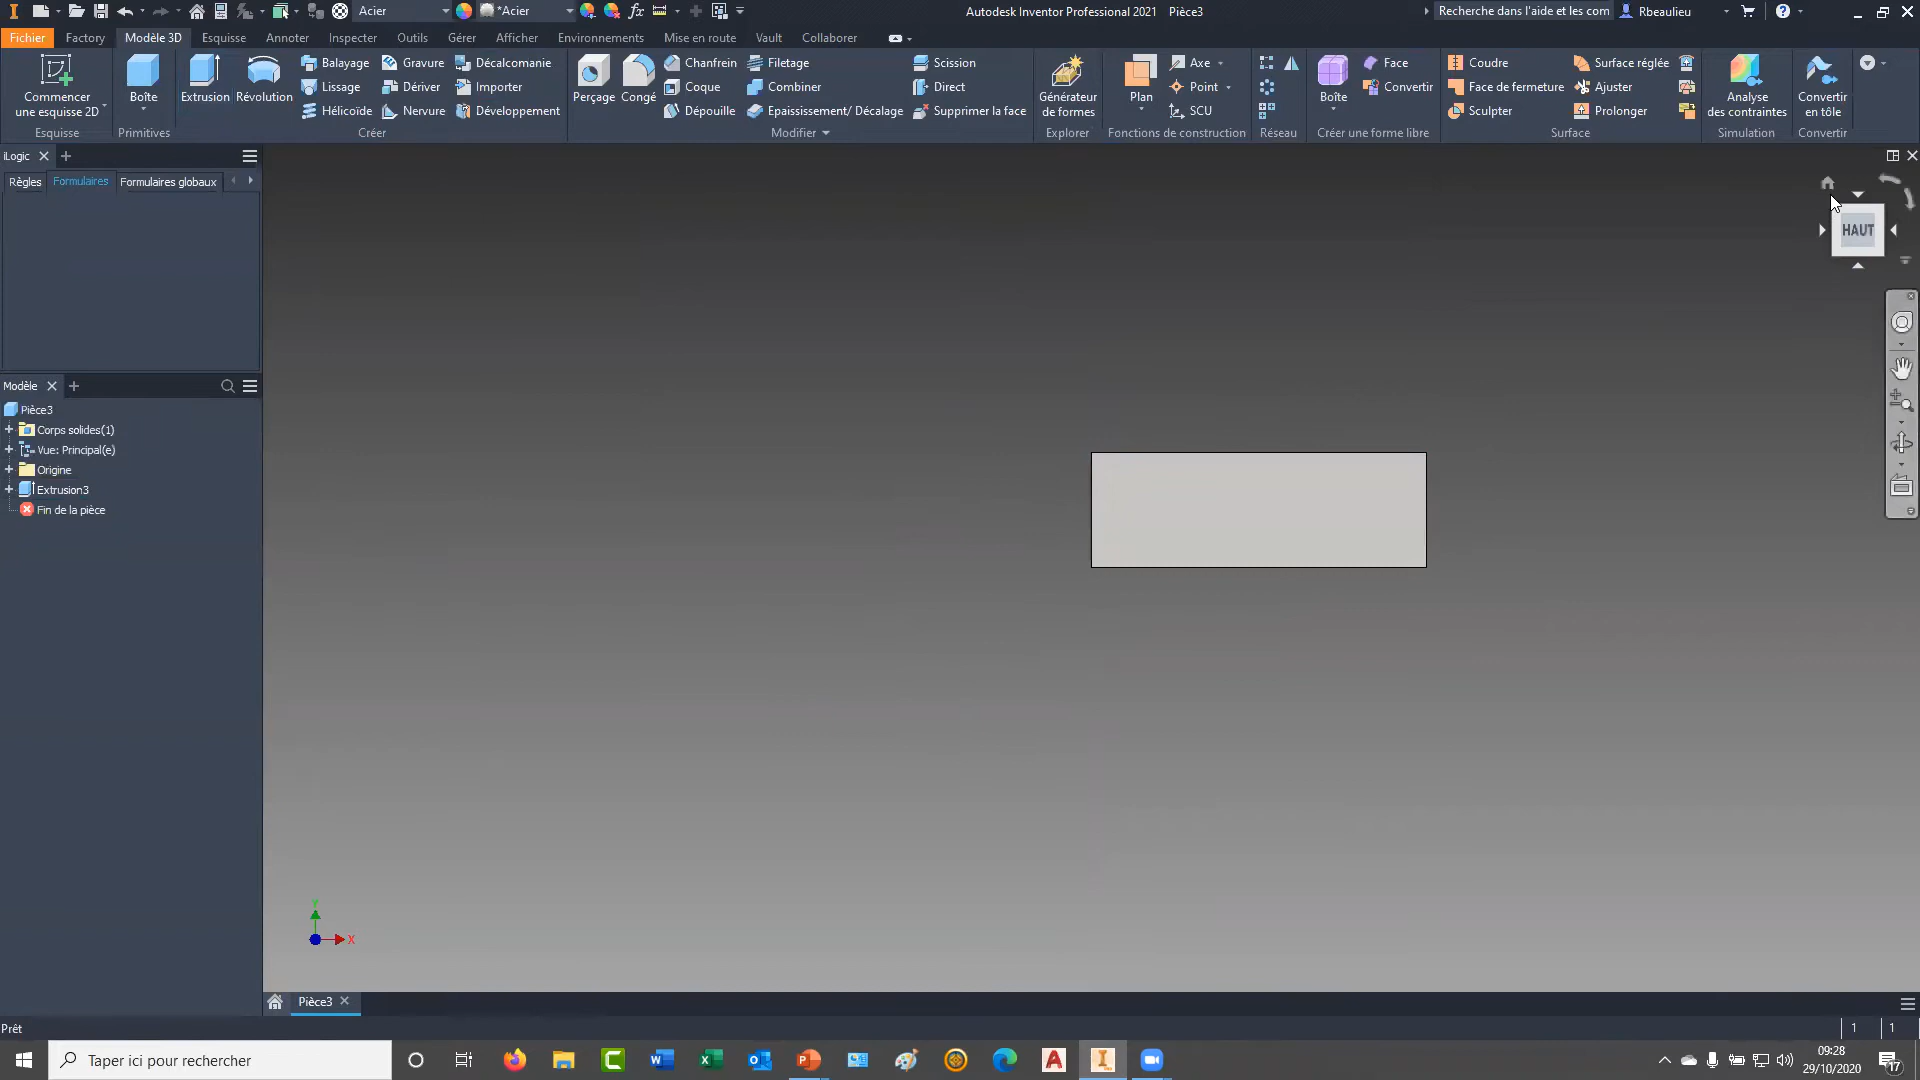 Acier *Acier fx Autodesk Inventor Professional 2021 Pièce3 Recherche dans l'aide et les com Rbeaulieu
Fichier Factory Modèle 3D Esquisse Annoter Inspecter Outils Gérer Afficher Environnements Mise en route Vault Collaborer
Commencer une esquisse 2D
Esquisse
Boîte
Primitives
Extrusion Révolution
Balayage Gravure Décalcomanie
Lissage Dériver Importer
Hélicoïde Nervure Développement
Créer
Perçage Congé
Chanfrein Filetage Scission
Coque Combiner Direct
Dépouille Epaississement/ Décalage Supprimer la face
Modifier
Générateur de formes
Explorer
Plan
Axe
Point
SCU
Fonctions de construction
Réseau
Boîte
Face
Convertir
Créer une forme libre
Coudre Surface réglée
Face de fermeture Ajuster
Sculpter Prolonger
Surface
Analyse des contraintes
Simulation
Convertir en tôle
Convertir
iLogic
Règles Formulaires Formulaires globaux
HAUT
Modèle
Pièce3
Corps solides(1)
Vue: Principal(e)
Origine
Extrusion3
Fin de la pièce
Y
X
Pièce3
Prêt
1 1
Taper ici pour rechercher
09:28
29/10/2020
17